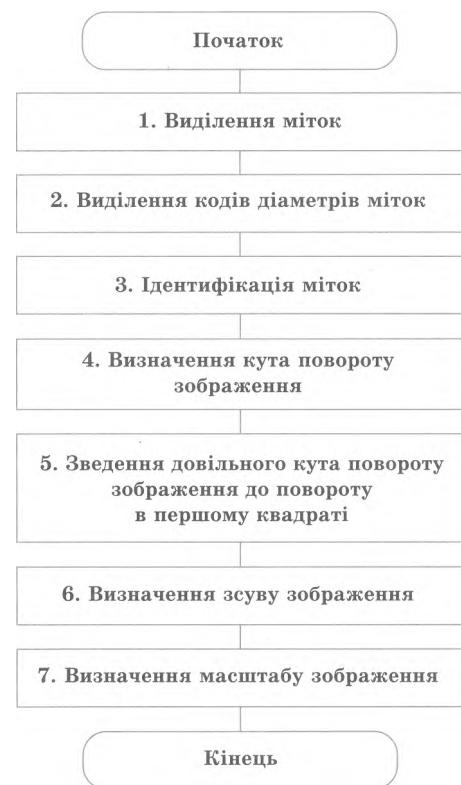 Початок
1. Виділення міток
2. Виділення кодів діаметрів міток
3. Ідентифікація міток
4. Визначення кута повороту
зображення
5. Зведення довільного кута повороту
зображення до повороту
в першому квадраті
6. Визначення зсуву зображення
7. Визначення масштабу зображення
Кінець